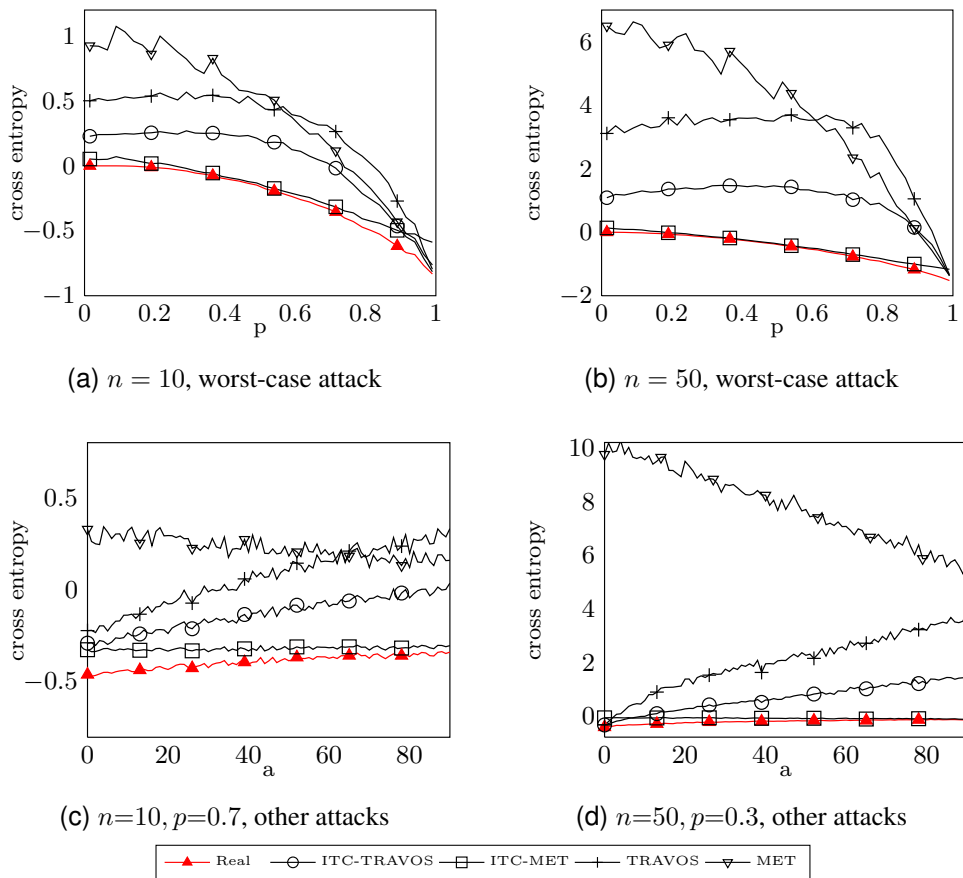 1
0.5
0
−0.5
−1
cross entropy
0 0.2 0.4 0.6 0.8 1
p
(a) n = 10, worst-case attack
6
4
2
0
−2
cross entropy
0 0.2 0.4 0.6 0.8 1
p
(b) n = 50, worst-case attack
0.5
0
−0.5
cross entropy
0 20 40 60 80
a
(c) n=10, p=0.7, other attacks
10
8
6
4
2
0
cross entropy
0 20 40 60 80
a
(d) n=50, p=0.3, other attacks
Real ITC-TRAVOS ITC-MET TRAVOS MET